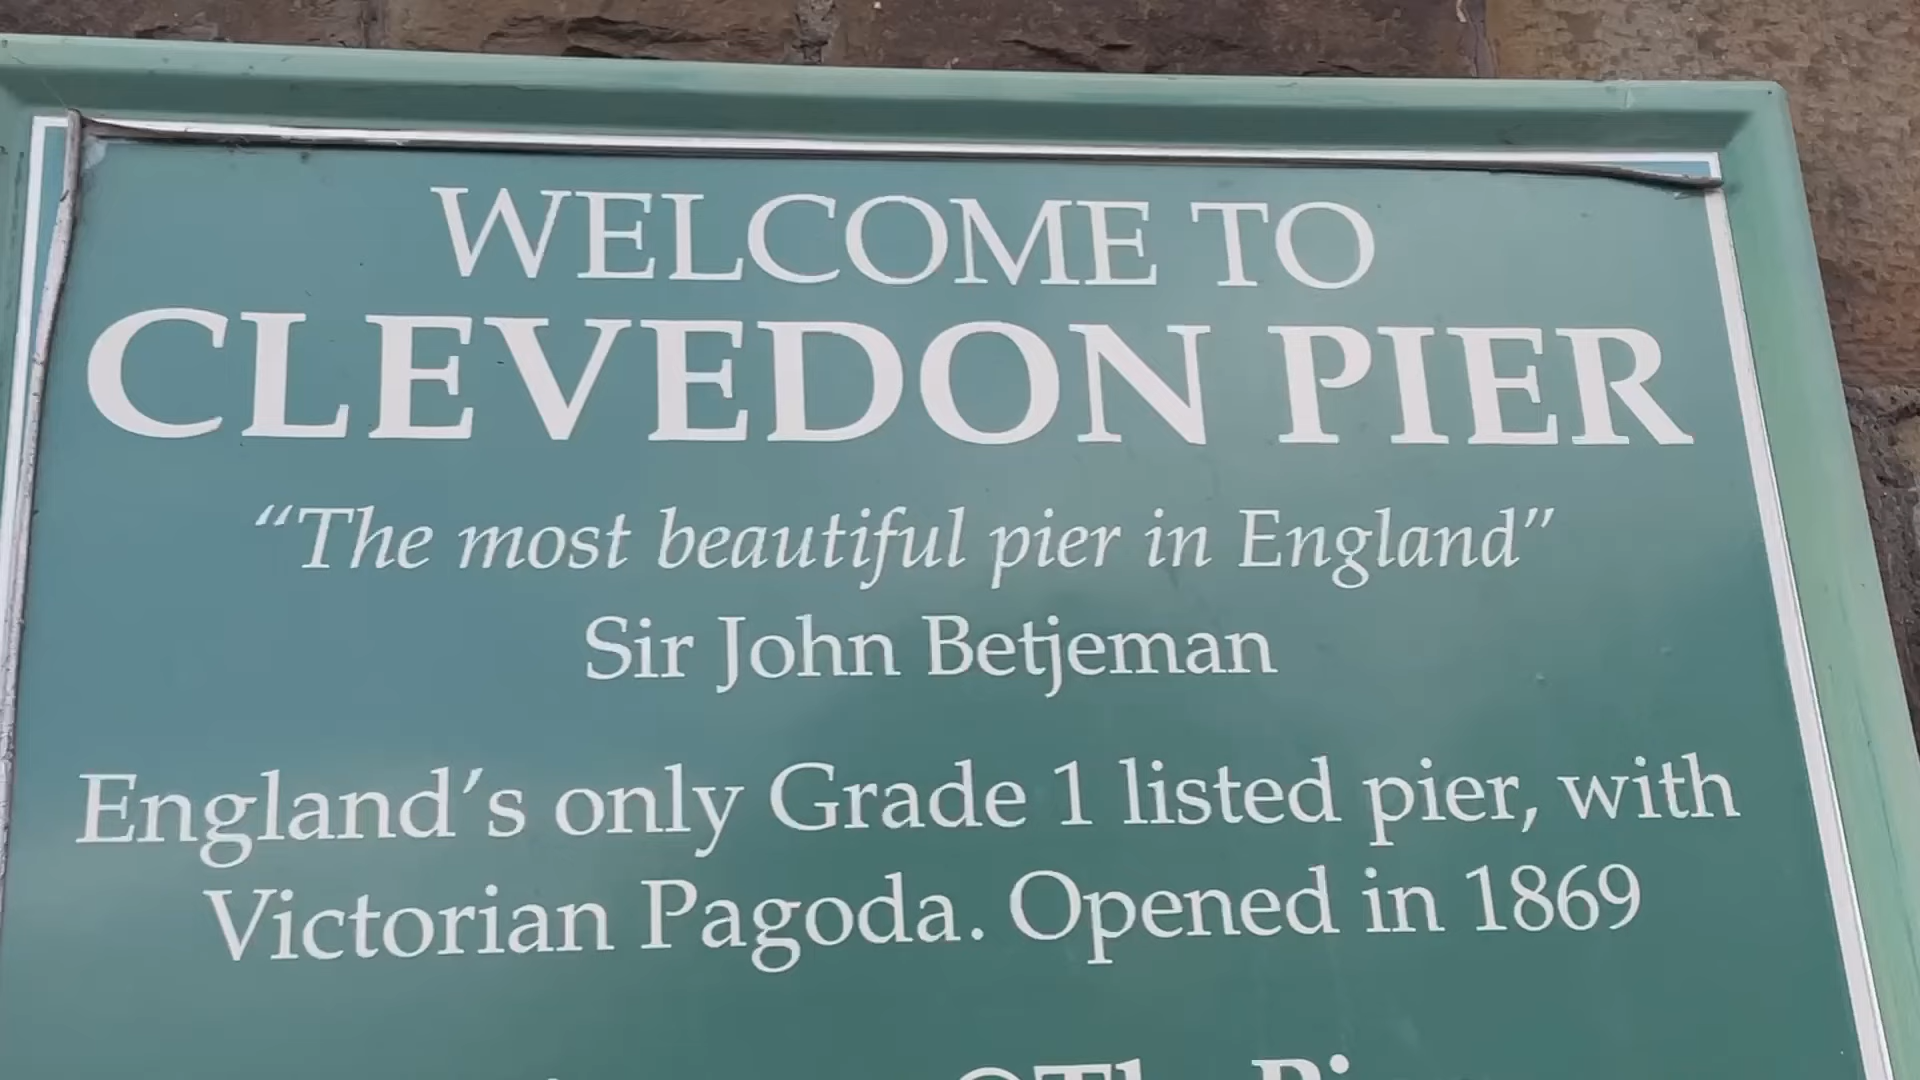 WELCOME TO
CLEVEDON PIER
“The most beautiful pier in England”
Sir John Betjeman
England’s only Grade 1 listed pier, with
Victorian Pagoda. Opened in 1869